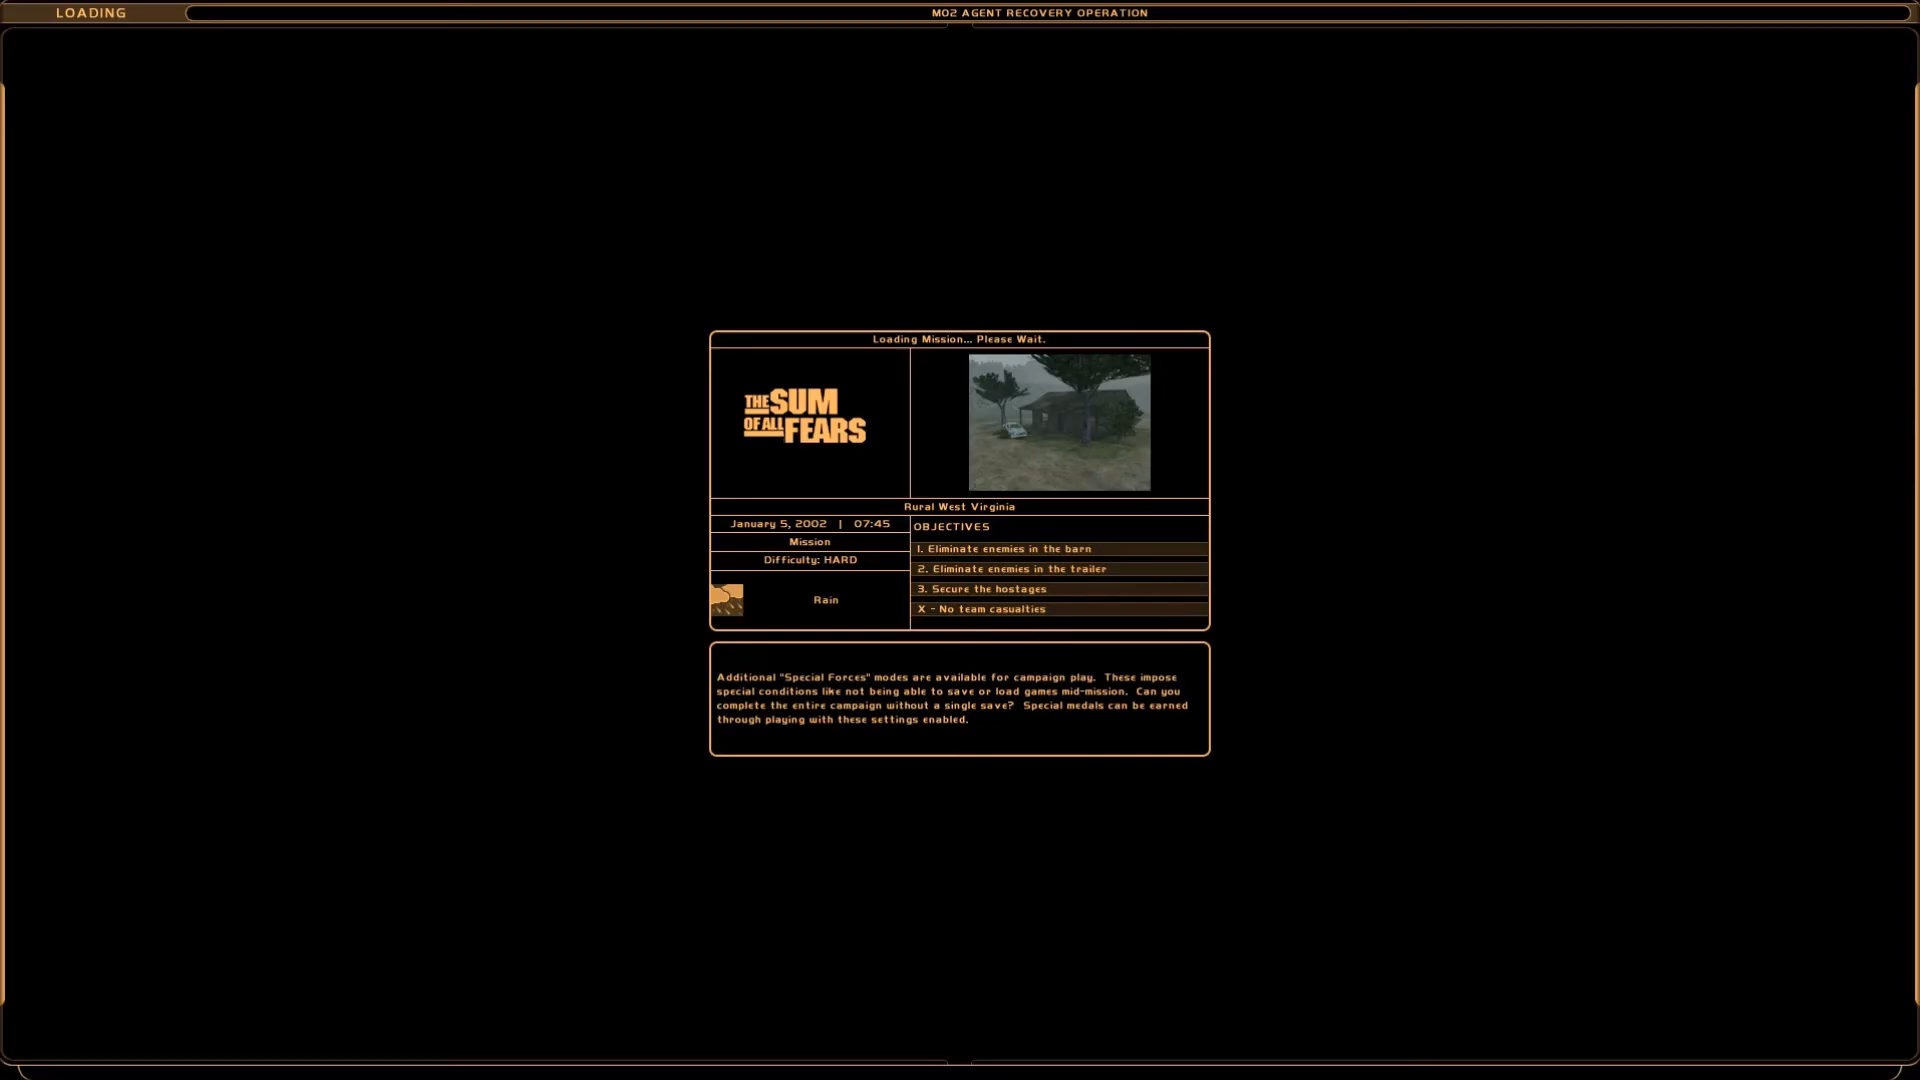 LOADING
M02 AGENT RECOVERY OPERATION
Loading Mission... Please Wait.
THE SUM
OF ALL FEARS
Rural West Virginia
January 5, 2002 | 07:45
Mission
Difficulty: HARD
Rain
OBJECTIVES
1. Eliminate enemies in the barn
2. Eliminate enemies in the trailer
3. Secure the hostages
X - No team casualties
Additional "Special Forces" modes are available for campaign play. These impose
special conditions like not being able to save or load games mid-mission. Can you
complete the entire campaign without a single save? Special medals can be earned
through playing with these settings enabled.